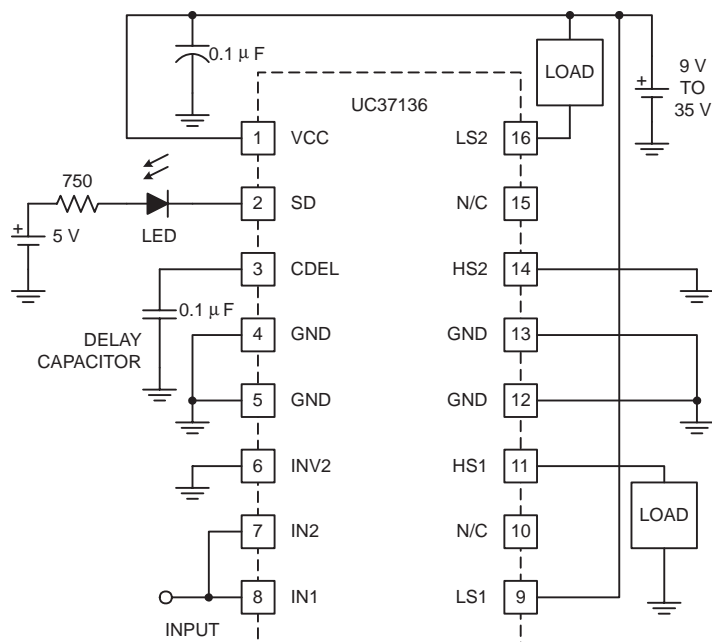 0.1 μ F
UC37136
LOAD
9 V
TO
35 V
+
1 VCC
LS2 16
750
2 SD
N/C 15
+
5 V
LED
3 CDEL
HS2 14
0.1 μ F
DELAY
CAPACITOR
4 GND
GND 13
5 GND
GND 12
6 INV2
HS1 11
LOAD
7 IN2
N/C 10
8 IN1
LS1 9
INPUT